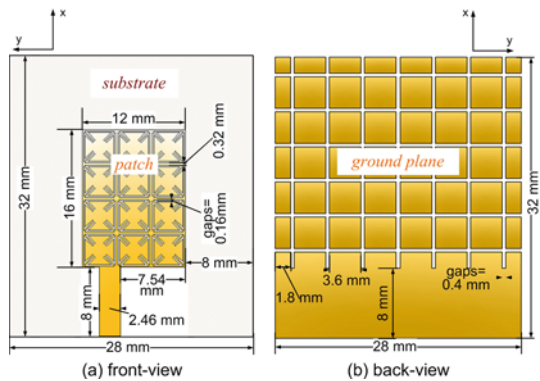 x
y
x
y
substrate
12 mm
0.32 mm
patch
gaps=
0.16mm
32 mm
16 mm
8 mm
7.54
mm
8 mm
2.46 mm
28 mm
(a) front-view
ground plane
32 mm
3.6 mm
gaps=
0.4 mm
1.8 mm
8 mm
28 mm
(b) back-view